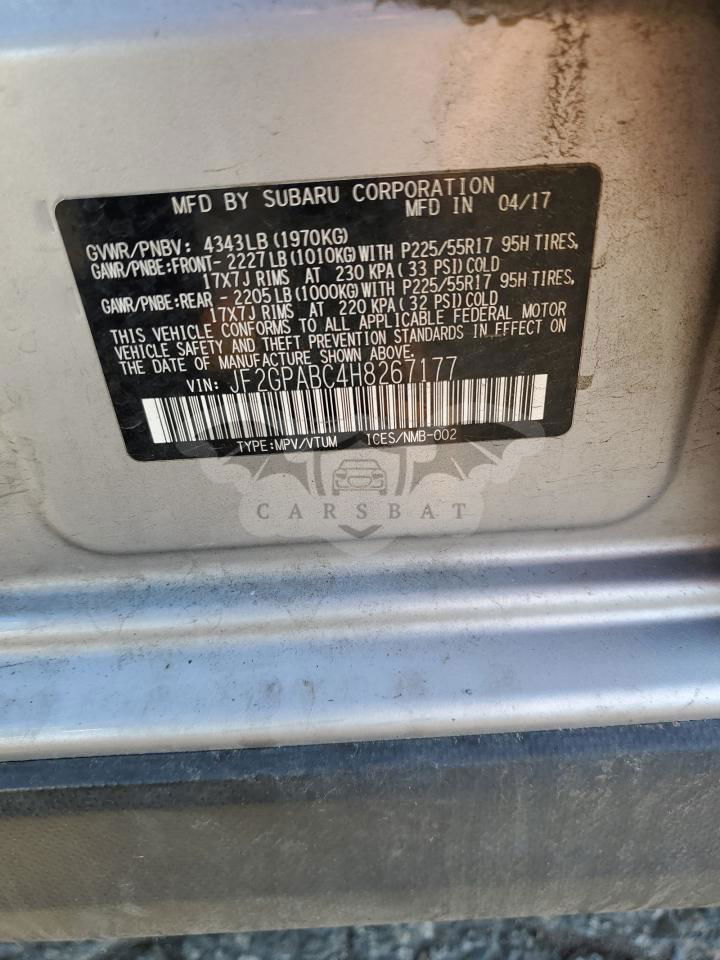 MFD BY SUBARU CORPORATION
MFD IN 04/17
GVWR/PNBV: 4343LB(1970KG)
GAWR/PNBE:FRONT- 2227LB(1010KG)WITH P225/55R17 95H TIRES,
17X7J RIMS AT 230 KPA(33 PSI)COLD
GAWR/PNBE:REAR - 2205LB(1000KG)WITH P225/55R17 95H TIRES,
17X7J RIMS AT 220 KPA(32 PSI)COLD
THIS VEHICLE CONFORMS TO ALL APPLICABLE FEDERAL MOTOR
VEHICLE SAFETY AND THEFT PREVENTION STANDARDS IN EFFECT ON
THE DATE OF MANUFACTURE SHOWN ABOVE.
VIN: JF2GPABC4H8267177
TYPE:MPV/VTUM ICES/NMB-002
CARSBAT